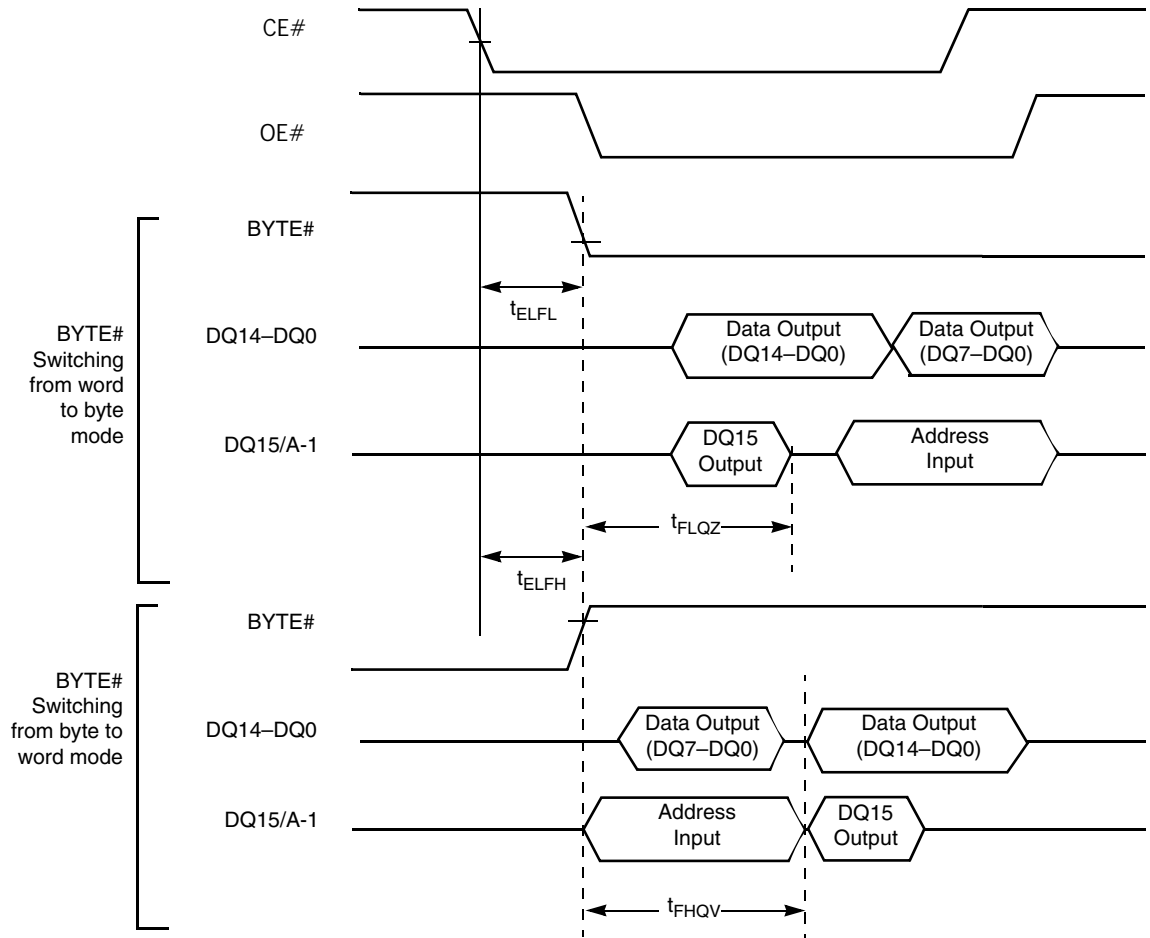 CE#
OE#
BYTE#
tELFL
BYTE#
Switching
from word
to byte
mode
DQ14–DQ0
Data Output
(DQ14–DQ0)
Data Output
(DQ7–DQ0)
DQ15/A-1
DQ15
Output
Address
Input
tFLQZ
tELFH
BYTE#
BYTE#
Switching
from byte to
word mode
DQ14–DQ0
Data Output
(DQ7–DQ0)
Data Output
(DQ14–DQ0)
DQ15/A-1
Address
Input
DQ15
Output
tFHQV